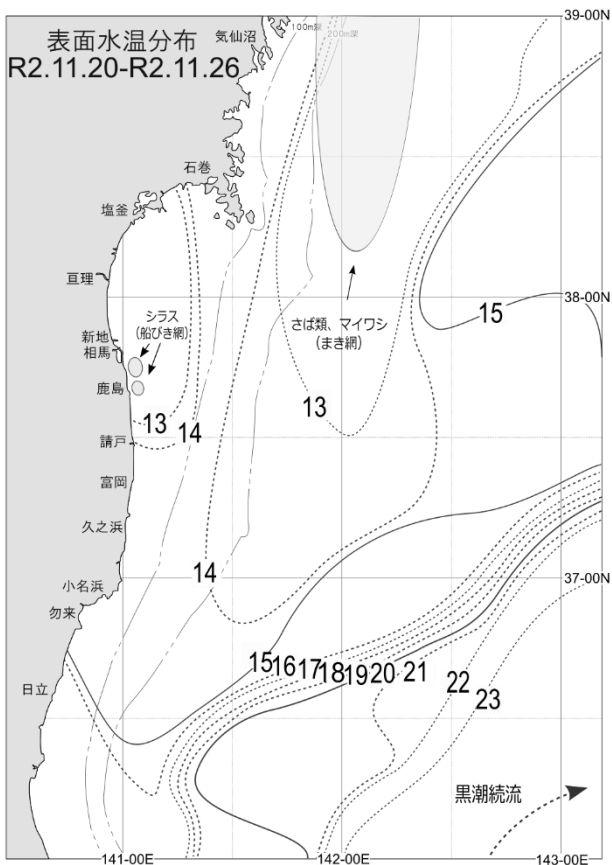 表面水温分布
R2.11.20-R2.11.26
気仙沼
100m深
200m深
39-00N
石巻
塩釜
亘理
シラス
(船びき網)
さば類、マイワシ
(まき網)
38-00N
15
新地
相馬
鹿島
13
13
14
請戸
富岡
久之浜
14
37-00N
小名浜
勿来
15
16
17
18
19
20
21
22
23
日立
黒潮続流
141-00E
142-00E
143-00E